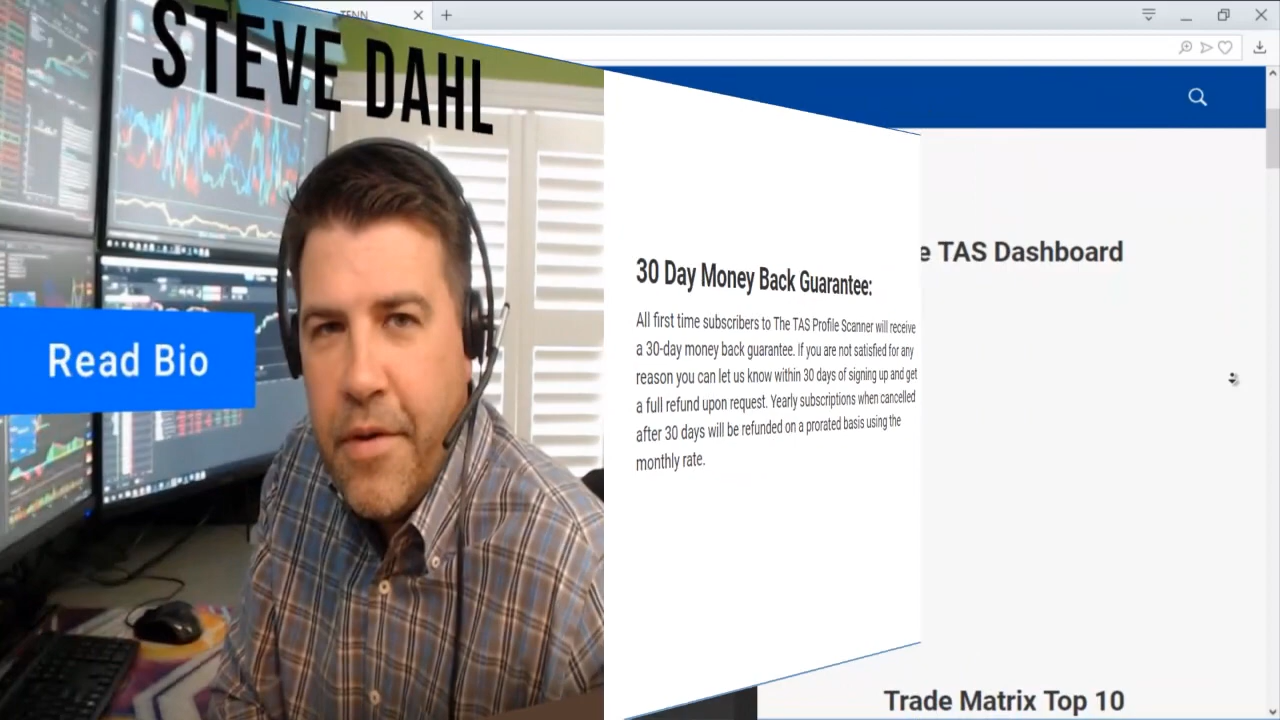 TENN
STEVE DAHL
Read Bio
30 Day Money Back Guarantee:
All first time subscribers to The TAS Profile Scanner will receive
a 30-day money back guarantee. If you are not satisfied for any
reason you can let us know within 30 days of signing up and get
a full refund upon request. Yearly subscriptions when cancelled
after 30 days will be refunded on a prorated basis using the
monthly rate.
e TAS Dashboard
Trade Matrix Top 10